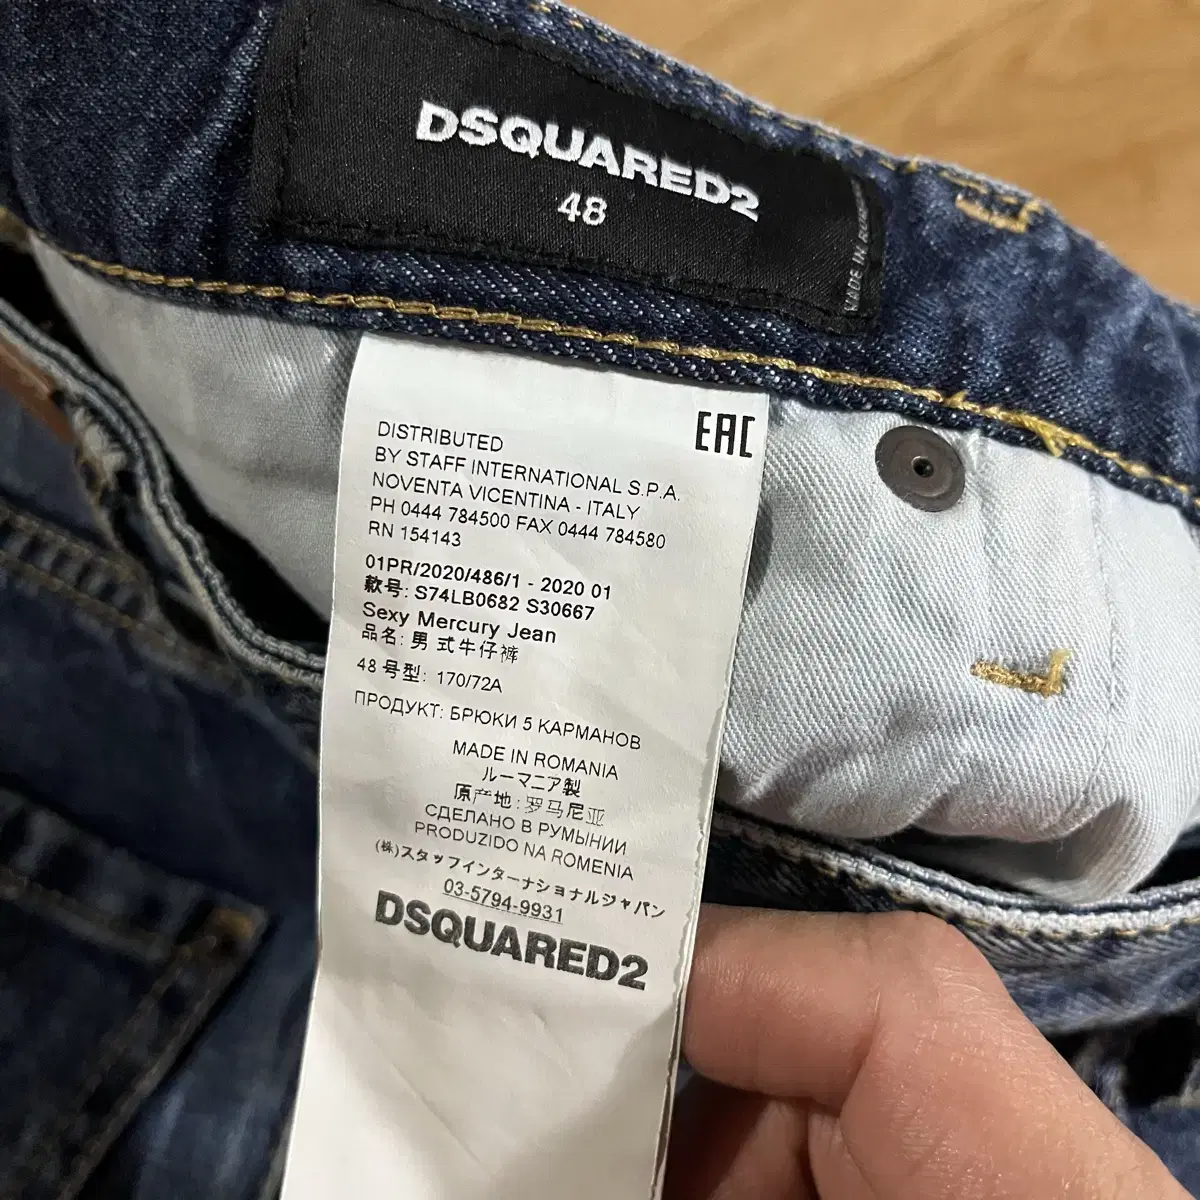 DSQUARED2
48
MADE IN
EAC
DISTRIBUTED
BY STAFF INTERNATIONAL S.P.A.
NOVENTA VICENTINA - ITALY
PH 0444 784500 FAX 0444 784580
RN 154143
01PR/2020/486/1 - 2020 01
款号: S74LB0682 S30667
Sexy Mercury Jean
品名: 男式牛仔裤
48 号型: 170/72A
ПРОДУКТ: БРЮКИ 5 КАРМАНОВ
MADE IN ROMANIA
ルーマニア製
原产地: 罗马尼亚
СДЕЛАНО В РУМЫНИИ
PRODUZIDO NA ROMENIA
(株)スタッフインターナショナルジャパン
03-5794-9931
DSQUARED2